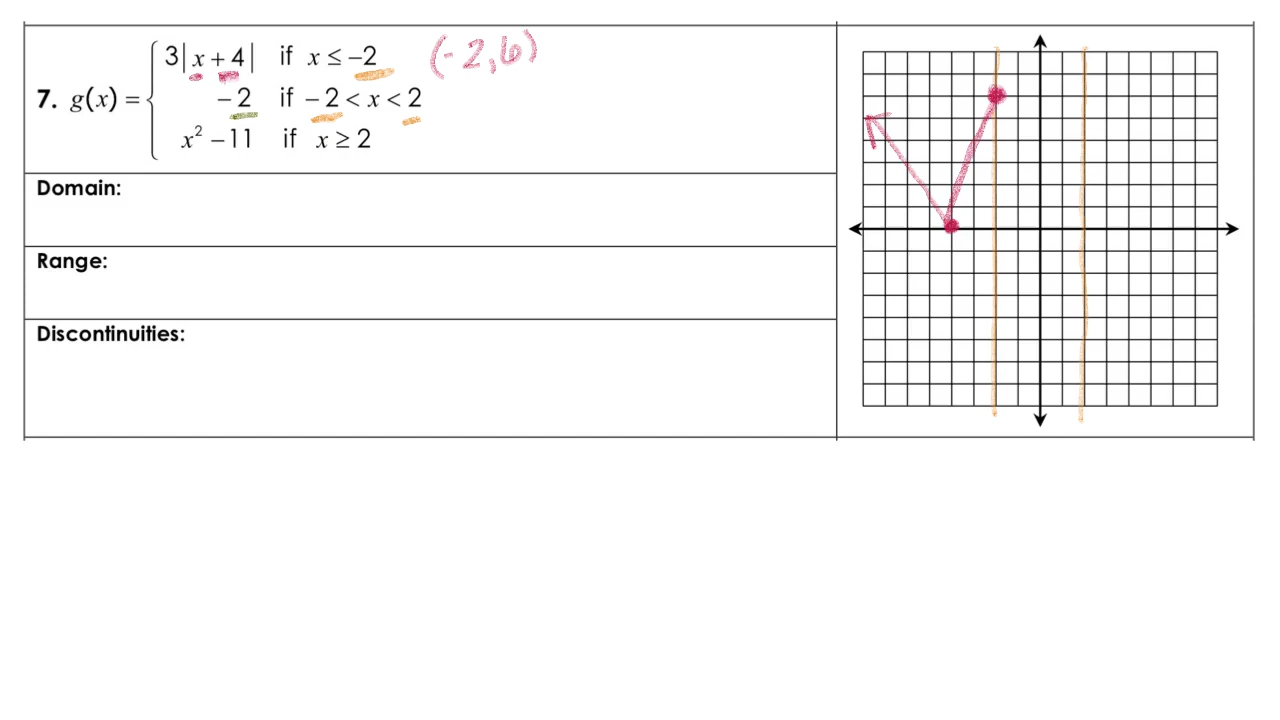 3|x + 4| if x ≤ −2 (-2,6)
7. g(x) = { −2 if −2 < x < 2
x² −11 if x ≥ 2
Domain:
Range:
Discontinuities: